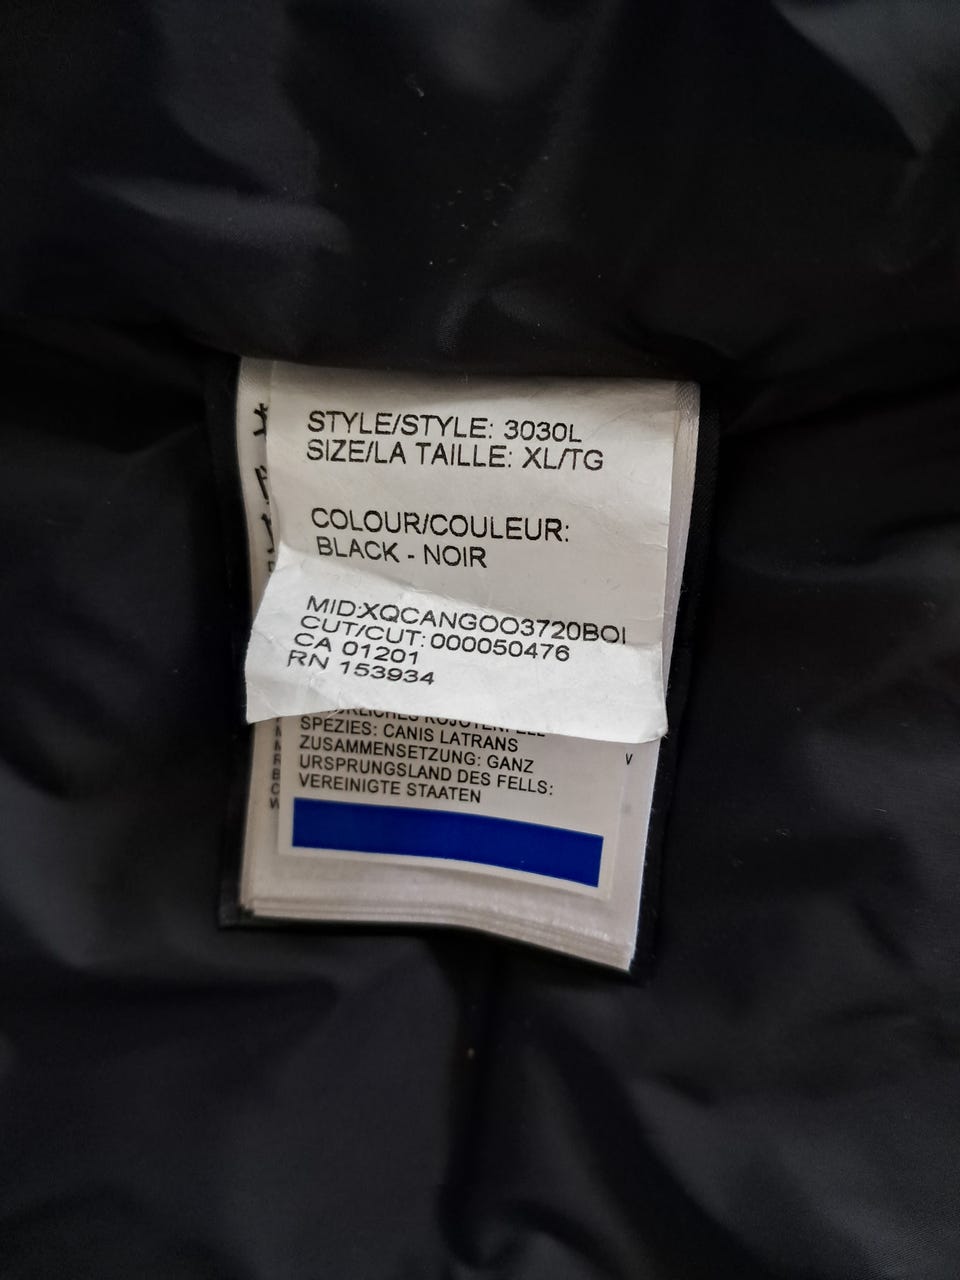 STYLE/STYLE: 3030L
SIZE/LA TAILLE: XL/TG
COLOUR/COULEUR:
BLACK - NOIR
MID:XQCANGOO3720BOI
CUT/CUT: 000050476
CA 01201
RN 153934
SPEZIES: CANIS LATRANS
ZUSAMMENSETZUNG: GANZ
URSPRUNGSLAND DES FELLS:
VEREINIGTE STAATEN